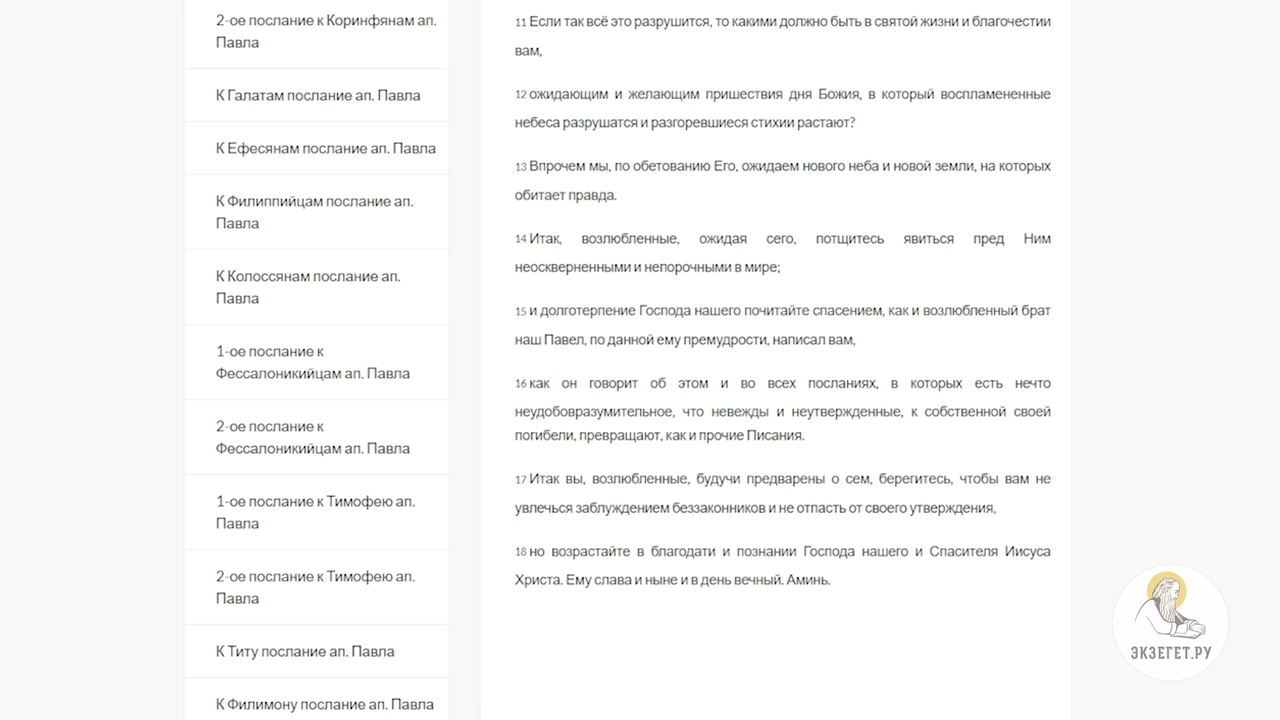 2-ое послание к Коринфянам ап.
Павла
К Галатам послание ап. Павла
К Ефесянам послание ап. Павла
К Филиппийцам послание ап.
Павла
К Колоссянам послание ап.
Павла
1-ое послание к
Фессалоникийцам ап. Павла
2-ое послание к
Фессалоникийцам ап. Павла
1-ое послание к Тимофею ап.
Павла
2-ое послание к Тимофею ап.
Павла
К Титу послание ап. Павла
К Филимону послание ап. Павла
11 Если так всё это разрушится, то какими должно быть в святой жизни и благочестии
вам,
12 ожидающим и желающим пришествия дня Божия, в который воспламененные
небеса разрушатся и разгоревшиеся стихии растают?
13 Впрочем мы, по обетованию Его, ожидаем нового неба и новой земли, на которых
обитает правда.
14 Итак, возлюбленные, ожидая сего, потщитесь явиться пред Ним
неоскверненными и непорочными в мире;
15 и долготерпение Господа нашего почитайте спасением, как и возлюбленный брат
наш Павел, по данной ему премудрости, написал вам,
16 как он говорит об этом и во всех посланиях, в которых есть нечто
неудобовразумительное, что невежды и неутвержденные, к собственной своей
погибели, превращают, как и прочие Писания.
17 Итак вы, возлюбленные, будучи предварены о сем, берегитесь, чтобы вам не
увлечься заблуждением беззаконников и не отпасть от своего утверждения,
18 но возрастайте в благодати и познании Господа нашего и Спасителя Иисуса
Христа. Ему слава и ныне и в день вечный. Аминь.
ЭКЗЕГЕТ.РУ